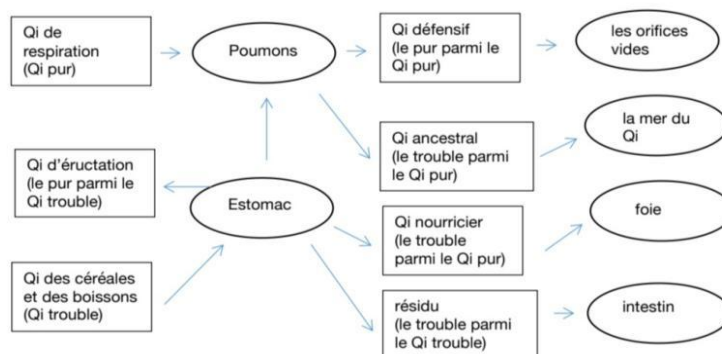 Qi de
respiration
(Qi pur)
Poumons
Qi défensif
(le pur parmi le
Qi pur)
les orifices
vides
Qi ancestral
(le trouble parmi
le Qi pur)
la mer du
Qi
Qi d'éructation
(le pur parmi le
Qi trouble)
Estomac
Qi nourricier
(le trouble
parmi le Qi pur)
foie
Qi des céréales
et des boissons
(Qi trouble)
résidu
(le trouble parmi
le Qi trouble)
intestin